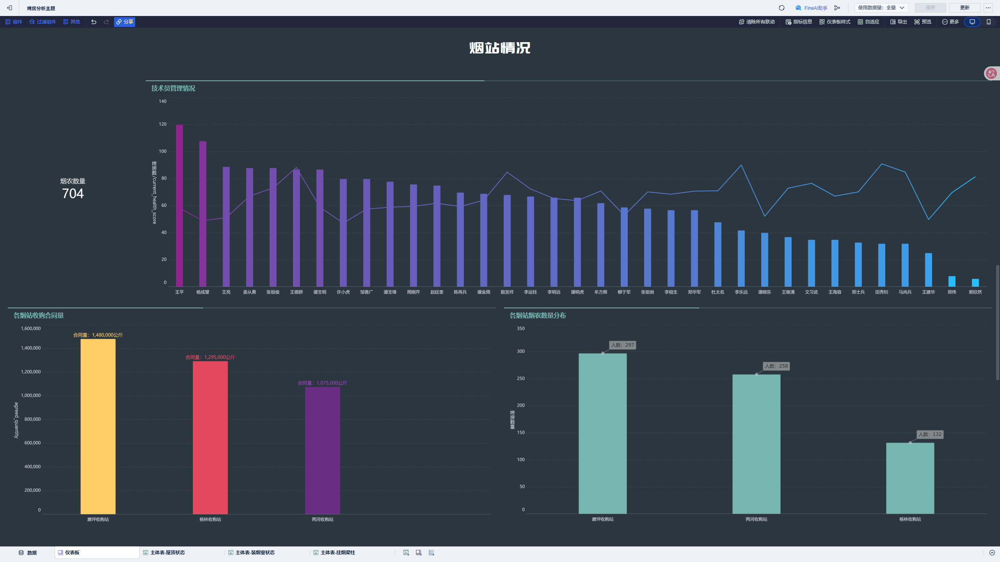 烤房分析主题
FineAI助手
使用数据量：全量
保存
更新
组件
过滤组件
其他
分享
清除所有联动
指标信息
仪表板样式
自适应
导出
预览
更多
烟站情况
烟农数量
704
技术员管理情况
烤房数/current_health_score
140
120
100
80
60
40
20
0
王平
杨成望
王亮
姜从勇
张祖俊
王德群
谭支明
许小虎
邹善广
谭支锋
周刚芹
赵廷奎
陈再兵
谭金周
殷发祥
李运柱
李明远
谭明虎
牟方辉
柳于军
张祖佾
李祖生
郑华军
杜太名
李乐远
谭晓东
王继清
文习武
王海容
郑士兵
田秀钊
马尚兵
王建华
郑伟
郭欣然
各烟站收购合同量
agreed_quantity
1,600,000
1,400,000
1,200,000
1,000,000
800,000
600,000
400,000
200,000
0
合同量：1,480,000公斤
合同量：1,295,000公斤
合同量：1,075,000公斤
磨坪收购站
杨林收购站
两河收购站
各烟站烟农数量分布
烤房数量
350
300
250
200
150
100
50
0
人数：297
人数：258
人数：132
磨坪收购站
两河收购站
杨林收购站
数据
仪表板
主体表-屋顶状态
主体表-装烟室状态
主体表-挂烟梁柱